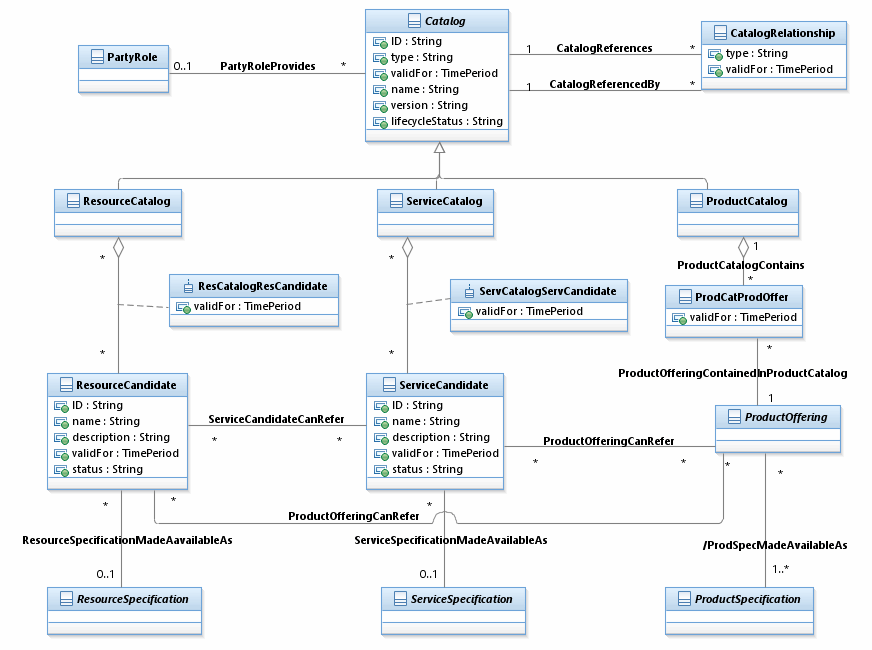 Catalog
ID : String
type : String
validFor : TimePeriod
name : String
version : String
lifecycleStatus : String
CatalogRelationship
type : String
validFor : TimePeriod
PartyRole
0..1
PartyRoleProvides
*
1
CatalogReferences
*
1
CatalogReferencedBy
*
ResourceCatalog
ServiceCatalog
ProductCatalog
*
*
1
ProductCatalogContains
*
ResCatalogResCandidate
validFor : TimePeriod
ServCatalogServCandidate
validFor : TimePeriod
ProdCatProdOffer
validFor : TimePeriod
*
*
*
ProductOfferingContainedInProductCatalog
1
ResourceCandidate
ID : String
name : String
description : String
validFor : TimePeriod
status : String
ServiceCandidateCanRefer
*
*
ServiceCandidate
ID : String
name : String
description : String
validFor : TimePeriod
status : String
ProductOffering
ProductOfferingCanRefer
*
*
*
*
*
*
*
ProductOfferingCanRefer
ResourceSpecificationMadeAavailableAs
ServiceSpecificationMadeAvailableAs
/ProdSpecMadeAvailableAs
0..1
0..1
1..*
ResourceSpecification
ServiceSpecification
ProductSpecification